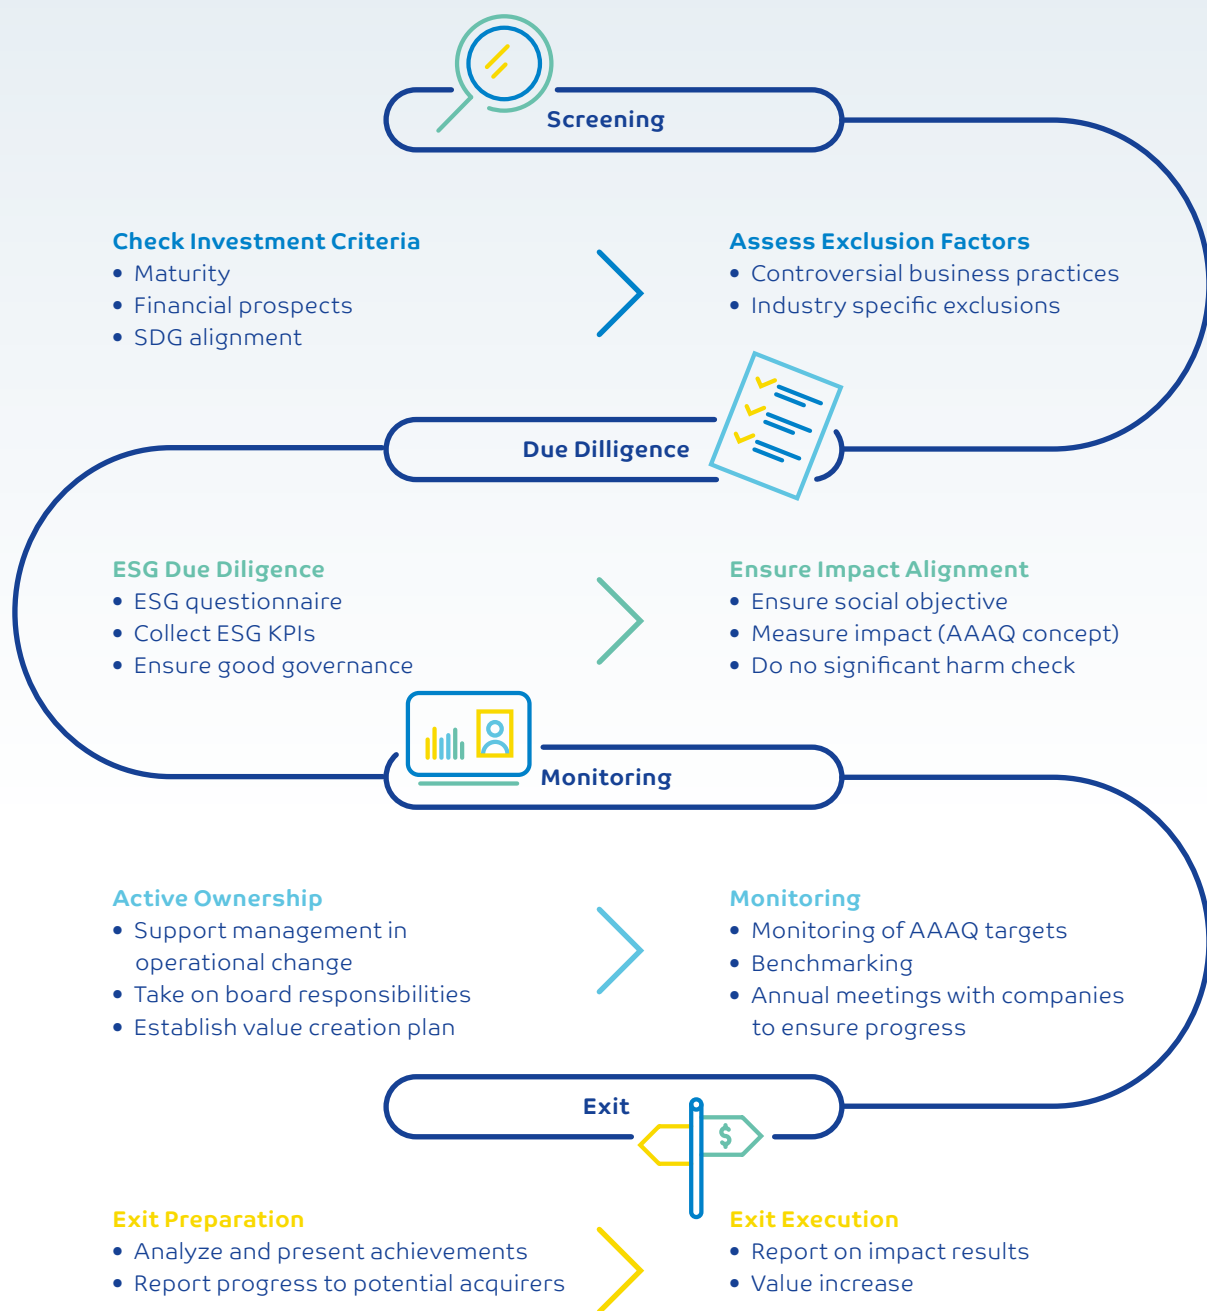 Screening
Check Investment Criteria
• Maturity
• Financial prospects
• SDG alignment
Assess Exclusion Factors
• Controversial business practices
• Industry specific exclusions
Due Dilligence
ESG Due Diligence
• ESG questionnaire
• Collect ESG KPIs
• Ensure good governance
Ensure Impact Alignment
• Ensure social objective
• Measure impact (AAAQ concept)
• Do no significant harm check
Monitoring
Active Ownership
• Support management in
operational change
• Take on board responsibilities
• Establish value creation plan
Monitoring
• Monitoring of AAAQ targets
• Benchmarking
• Annual meetings with companies
to ensure progress
Exit
$
Exit Preparation
• Analyze and present achievements
• Report progress to potential acquirers
Exit Execution
• Report on impact results
• Value increase